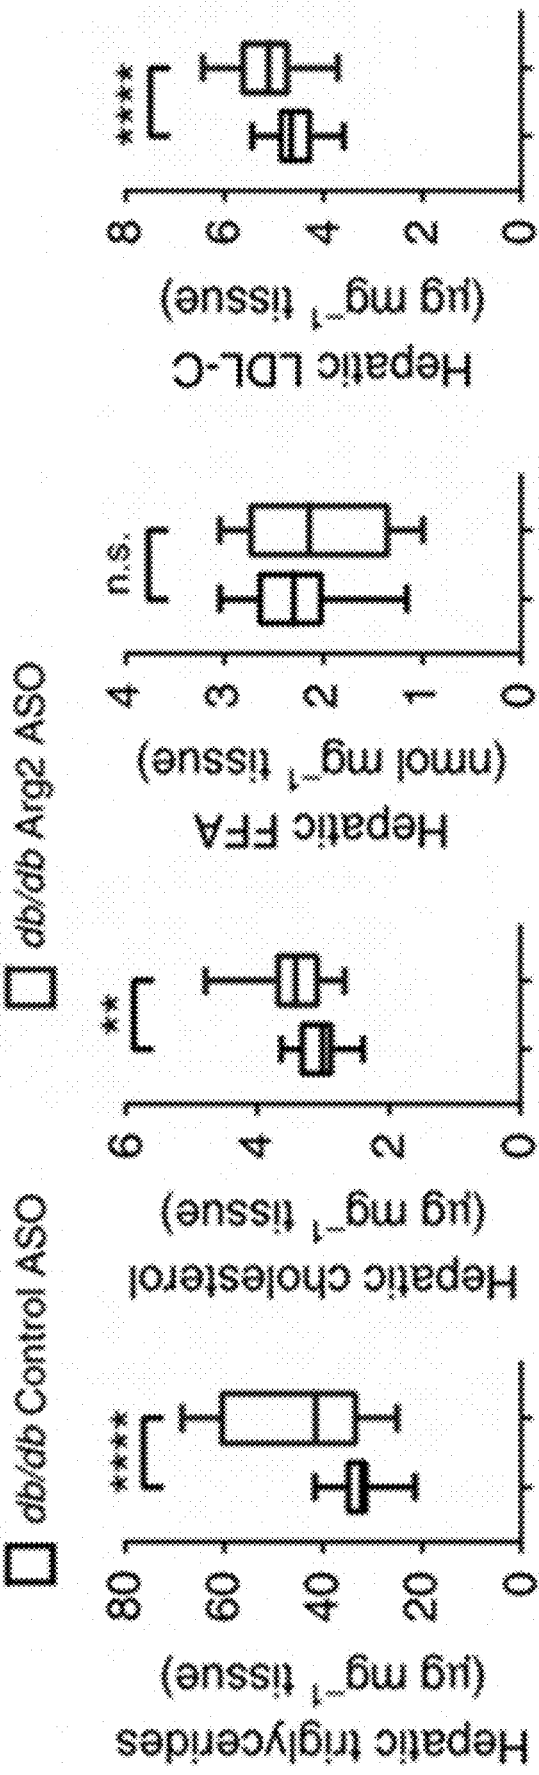 db/db Control ASO
db/db Arg2 ASO
Hepatic triglycerides
(µg mg⁻¹ tissue)
80
60
40
20
0
****
Hepatic cholesterol
(µg mg⁻¹ tissue)
6
4
2
0
**
Hepatic FFA
(nmol mg⁻¹ tissue)
4
3
2
1
0
n.s.
Hepatic LDL-C
(µg mg⁻¹ tissue)
8
6
4
2
0
****